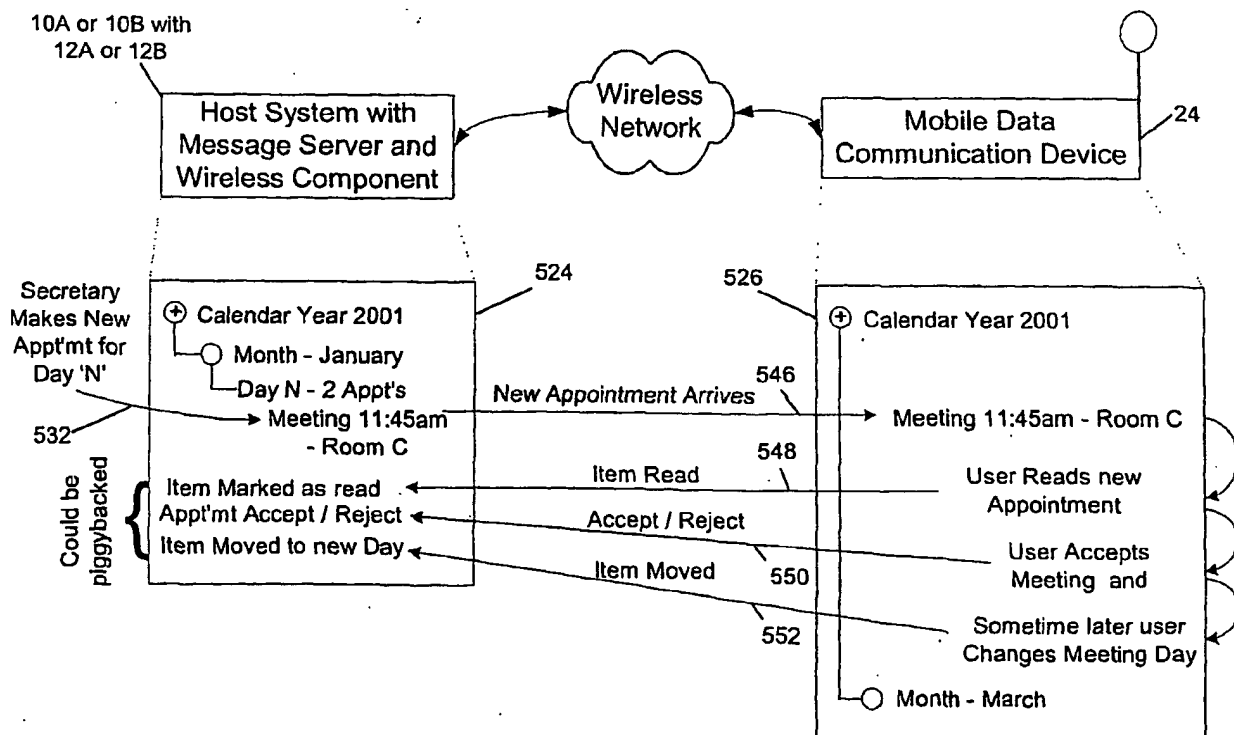 10A or 10B with
12A or 12B
Host System with
Message Server and
Wireless Component
Wireless
Network
Mobile Data
Communication Device
24
Secretary
Makes New
Appt'mt for
Day 'N'
532
524
Calendar Year 2001
Month - January
Day N - 2 Appt's
Meeting 11:45am
- Room C
New Appointment Arrives
546
526
Calendar Year 2001
Meeting 11:45am - Room C
Could be
piggybacked
Item Marked as read
Appt'mt Accept / Reject
Item Moved to new Day
Item Read
548
Accept / Reject
550
Item Moved
552
User Reads new
Appointment
User Accepts
Meeting and
Sometime later user
Changes Meeting Day
Month - March